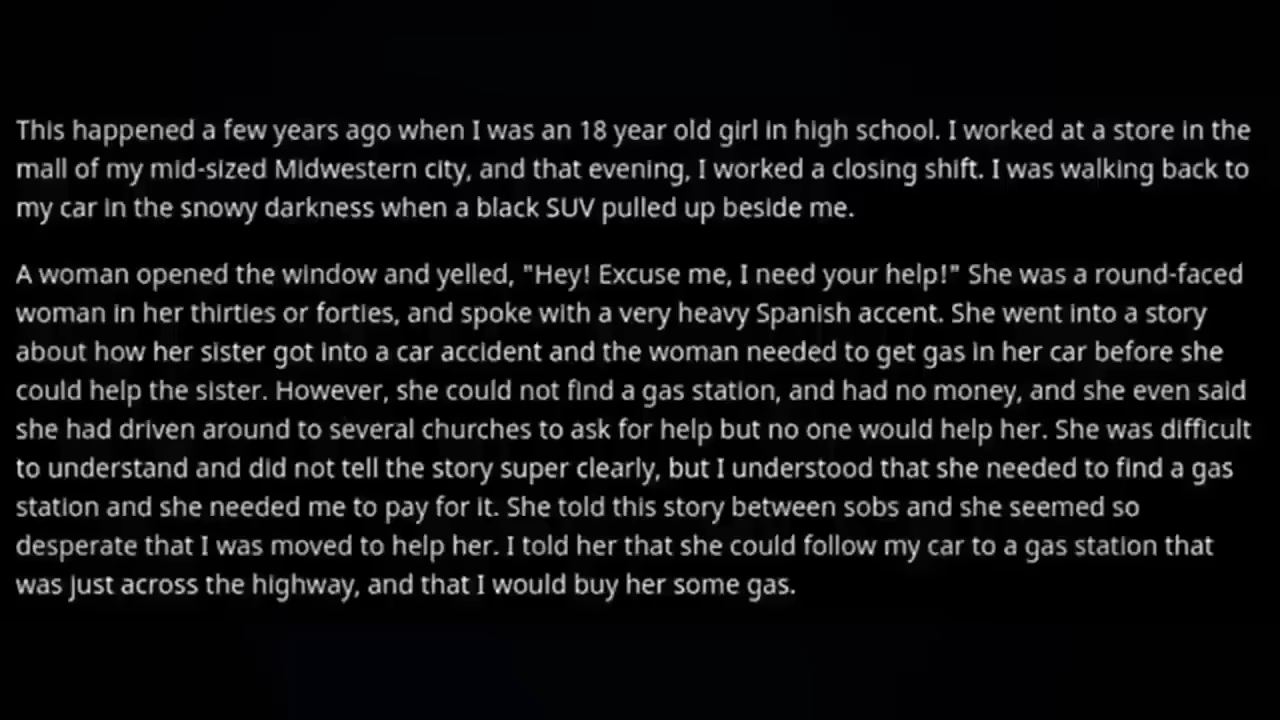 This happened a few years ago when I was an 18 year old girl in high school. I worked at a store in the
mall of my mid-sized Midwestern city, and that evening, I worked a closing shift. I was walking back to
my car in the snowy darkness when a black SUV pulled up beside me.
A woman opened the window and yelled, "Hey! Excuse me, I need your help!" She was a round-faced
woman in her thirties or forties, and spoke with a very heavy Spanish accent. She went into a story
about how her sister got into a car accident and the woman needed to get gas in her car before she
could help the sister. However, she could not find a gas station, and had no money, and she even said
she had driven around to several churches to ask for help but no one would help her. She was difficult
to understand and did not tell the story super clearly, but I understood that she needed to find a gas
station and she needed me to pay for it. She told this story between sobs and she seemed so
desperate that I was moved to help her. I told her that she could follow my car to a gas station that
was just across the highway, and that I would buy her some gas.